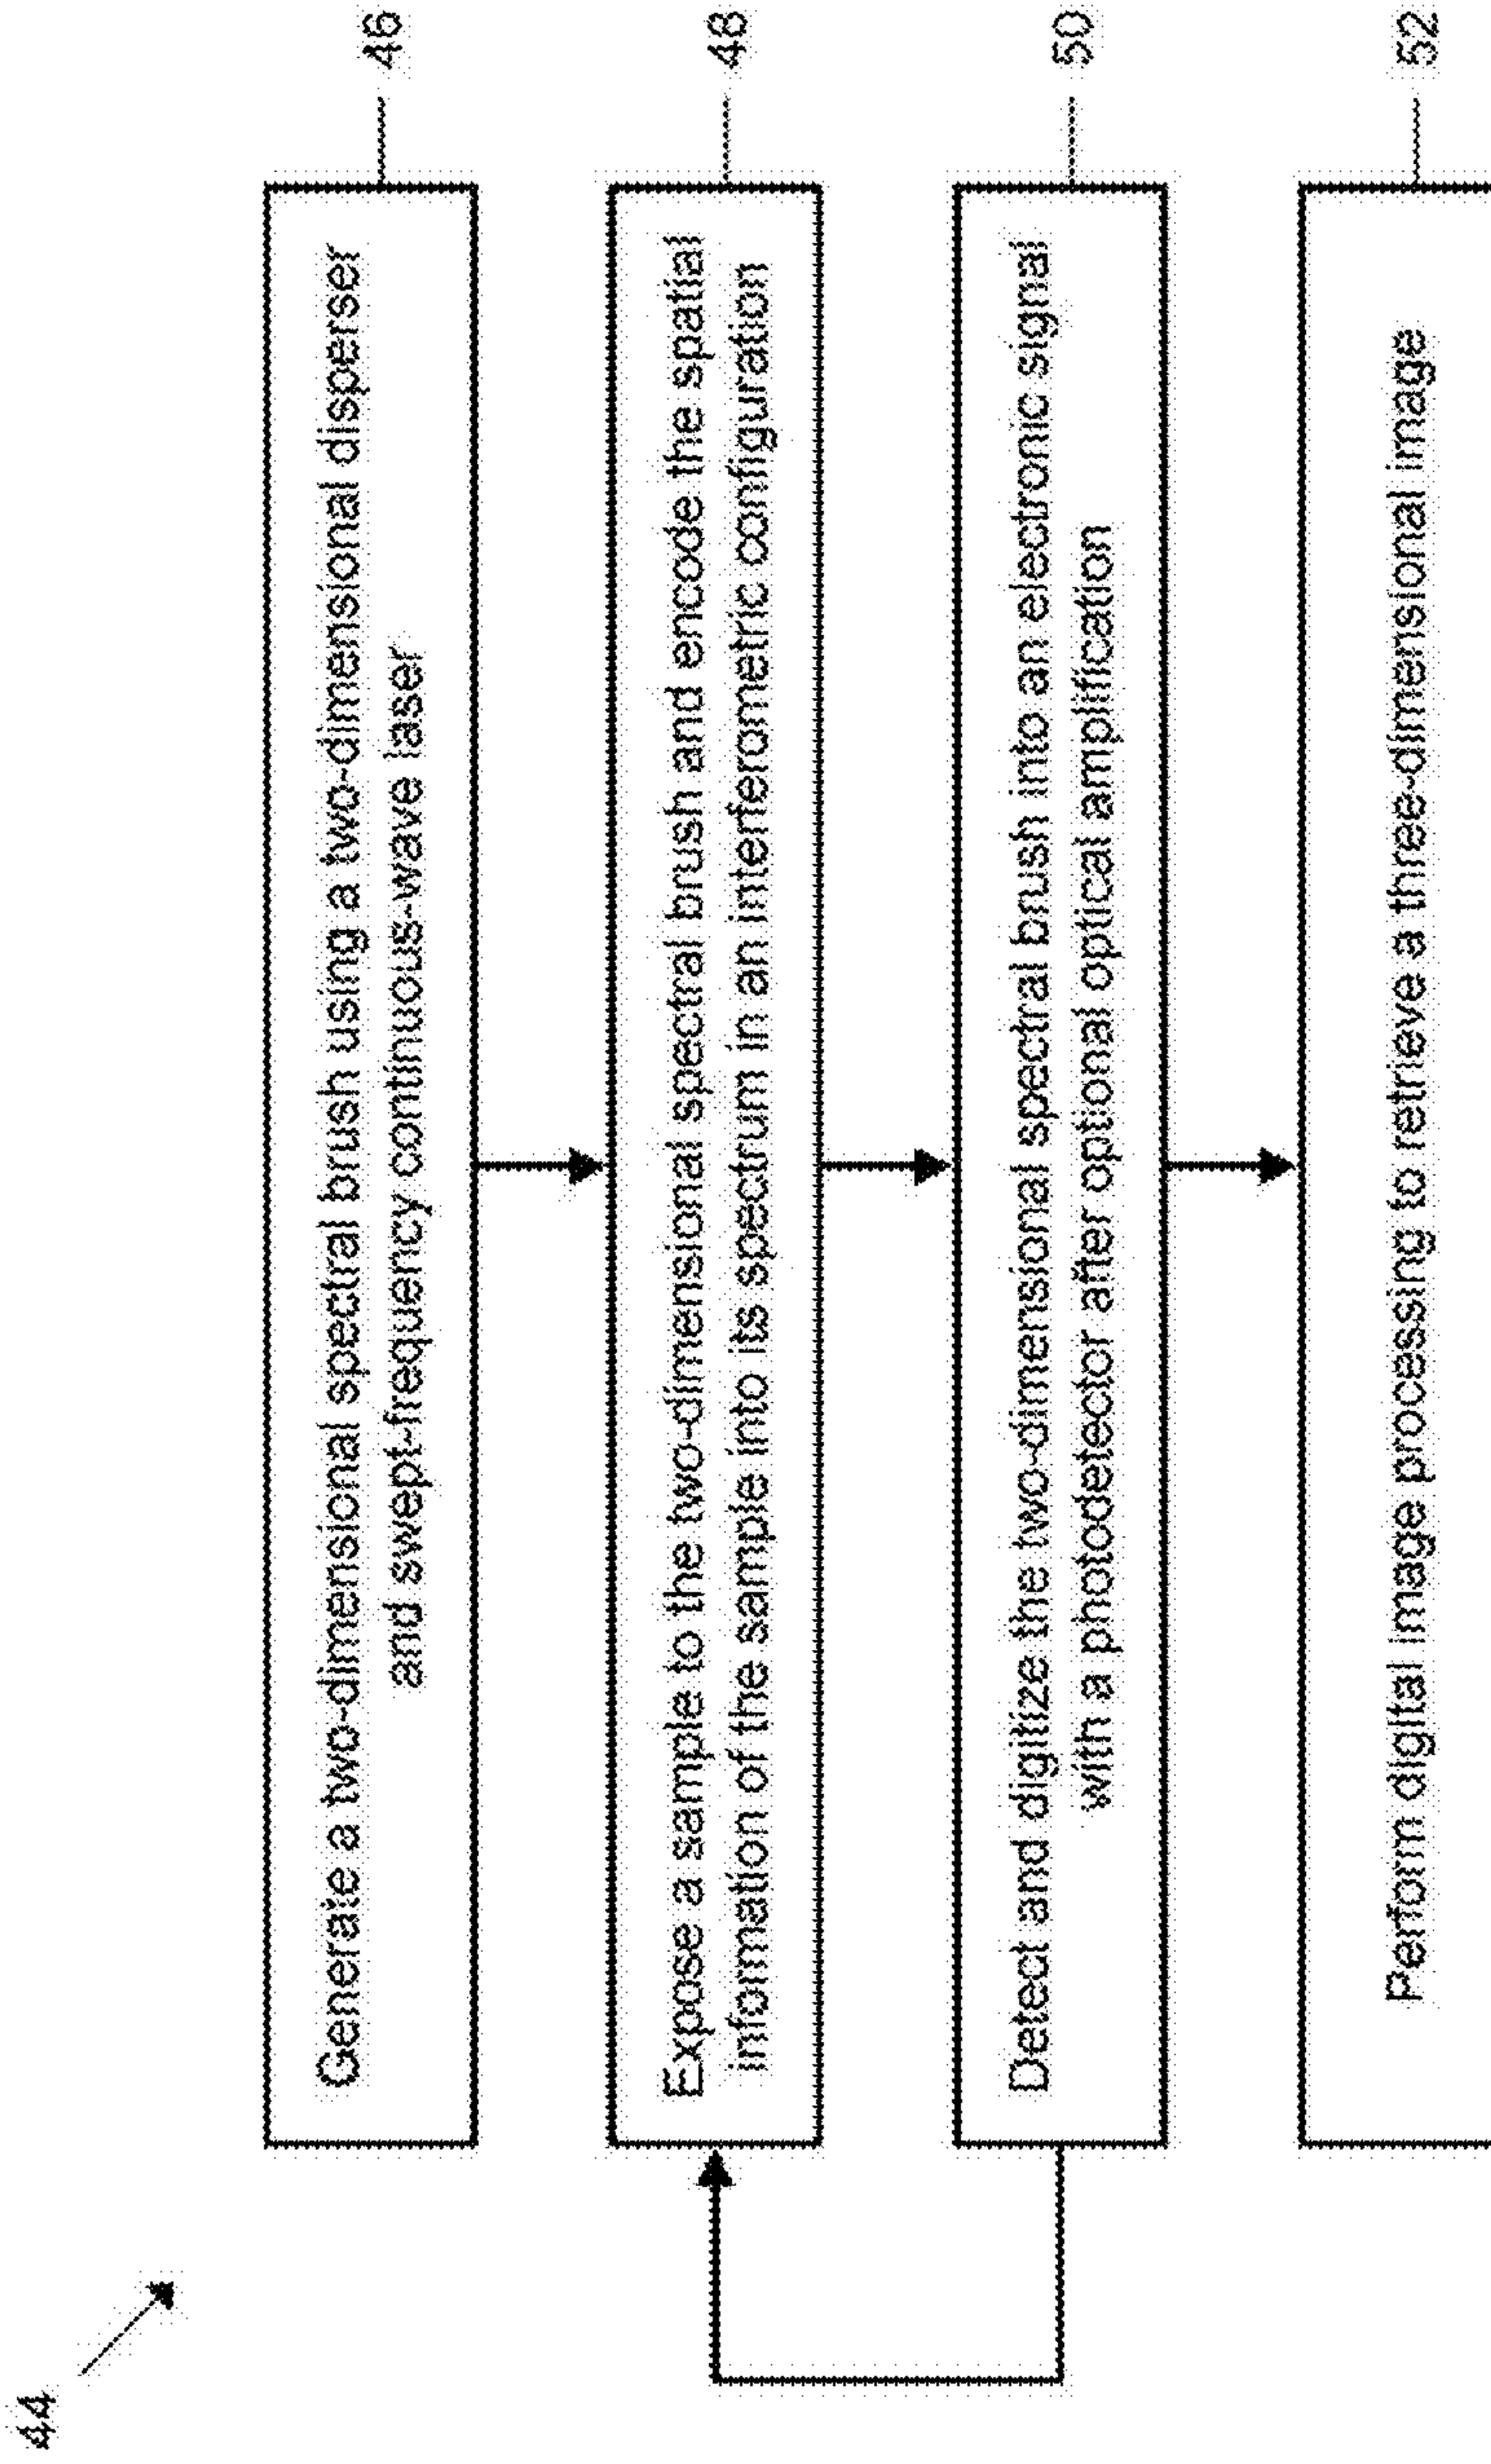 44
Generate a two-dimensional spectral brush using a two-dimensional disperser
and swept-frequency continuous-wave laser
46
Expose a sample to the two-dimensional spectral brush and encode the spatial
information of the sample into its spectrum in an interferometric configuration
48
Detect and digitize the two-dimensional spectral brush into an electronic signal
with a photodetector after optional optical amplification
50
Perform digital image processing to retrieve a three-dimensional image
52